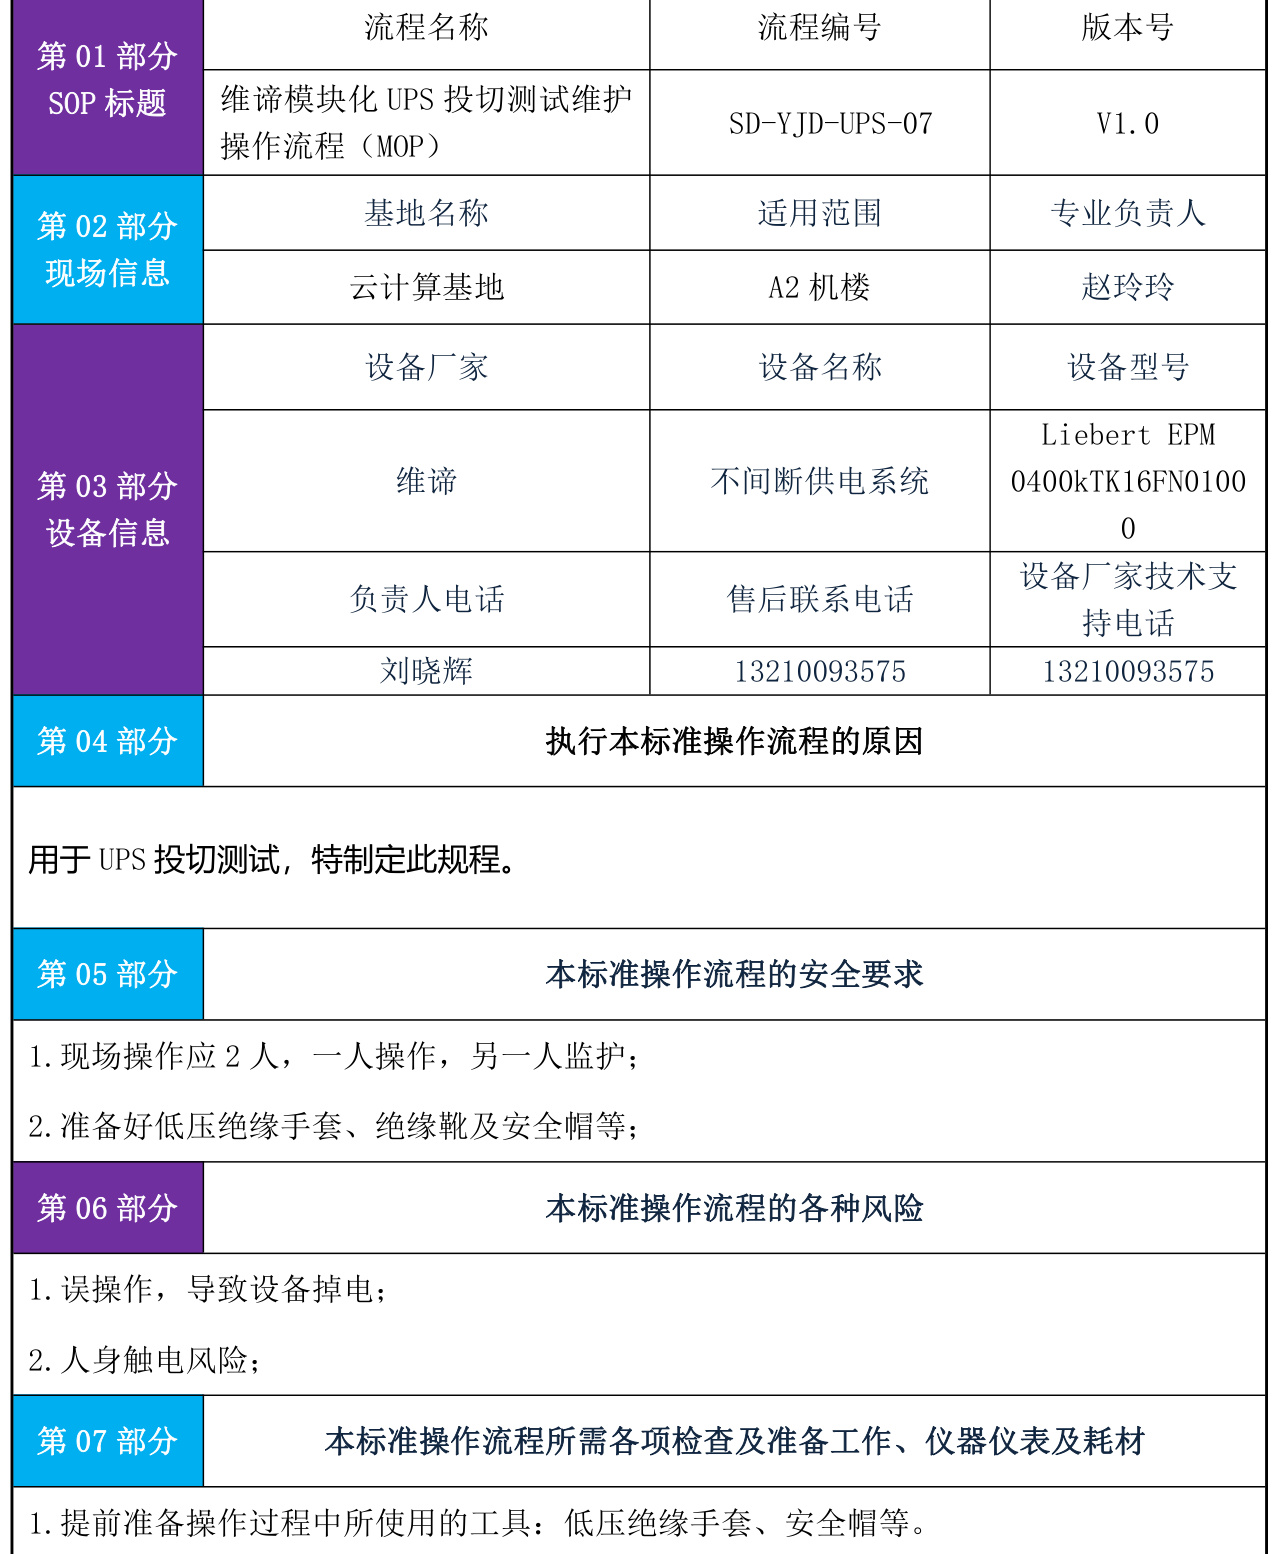 第 01 部分
SOP 标题
流程名称
流程编号
版本号
维谛模块化 UPS 投切测试维护
操作流程（MOP）
SD-YJD-UPS-07
V1.0
第 02 部分
现场信息
基地名称
适用范围
专业负责人
云计算基地
A2 机楼
赵玲玲
第 03 部分
设备信息
设备厂家
设备名称
设备型号
维谛
不间断供电系统
Liebert EPM
0400kTK16FN0100
0
负责人电话
售后联系电话
设备厂家技术支
持电话
刘晓辉
13210093575
13210093575
第 04 部分
执行本标准操作流程的原因
用于 UPS 投切测试，特制定此规程。
第 05 部分
本标准操作流程的安全要求
1.现场操作应 2 人，一人操作，另一人监护；
2.准备好低压绝缘手套、绝缘靴及安全帽等；
第 06 部分
本标准操作流程的各种风险
1.误操作，导致设备掉电；
2.人身触电风险；
第 07 部分
本标准操作流程所需各项检查及准备工作、仪器仪表及耗材
1.提前准备操作过程中所使用的工具：低压绝缘手套、安全帽等。